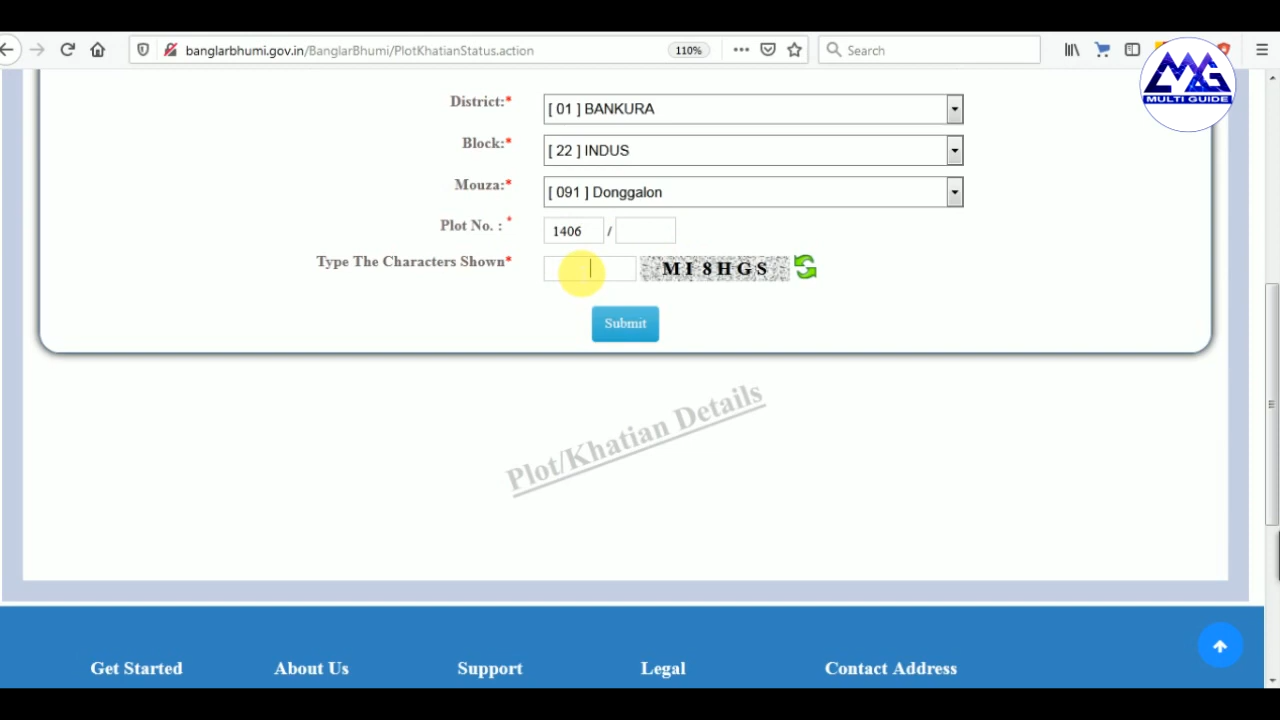 banglarbhumi.gov.in/BanglarBhumi/PlotKhatianStatus.action
110%
Search
MULTI GUIDE
District:*
[ 01 ] BANKURA
Block:*
[ 22 ] INDUS
Mouza:*
[ 091 ] Donggalon
Plot No. : *
1406 /
Type The Characters Shown*
MI8HGS
Submit
Plot/Khatian Details
Get Started About Us Support Legal Contact Address